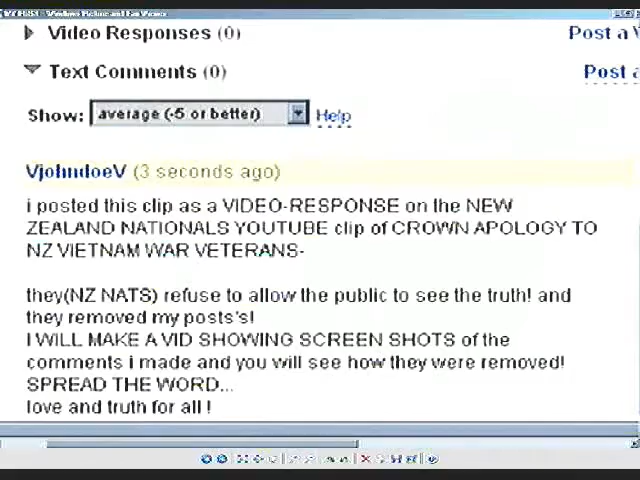 Video Responses (0) Post a
Text Comments (0) Post a
Show: average (-5 or better) Help
VjohndoeV (3 seconds ago)
i posted this clip as a VIDEO-RESPONSE on the NEW
ZEALAND NATIONALS YOUTUBE clip of CROWN APOLOGY TO
NZ VIETNAM WAR VETERANS-
they(NZ NATS) refuse to allow the public to see the truth! and
they removed my posts's!
I WILL MAKE A VID SHOWING SCREEN SHOTS of the
comments i made and you will see how they were removed!
SPREAD THE WORD...
love and truth for all !